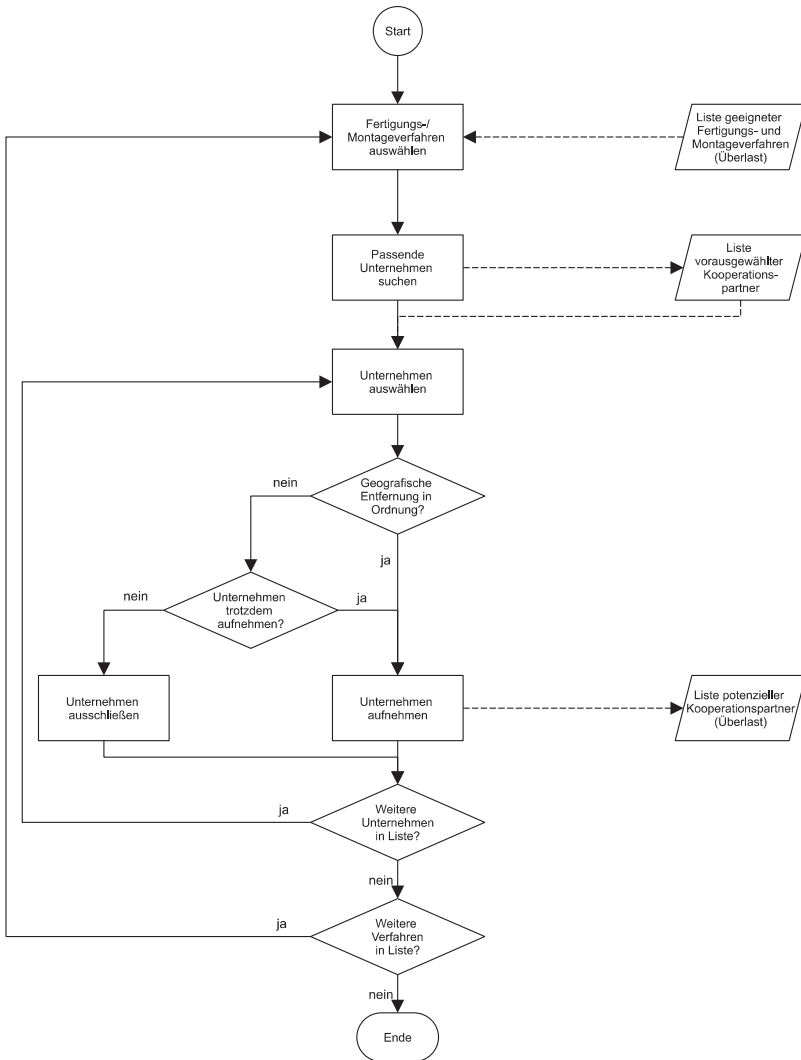 Start
Fertigungs-/
Montageverfahren
auswählen
Liste geeigneter
Fertigungs- und
Montageverfahren
(Überlast)
Passende
Unternehmen
suchen
Liste
vorausgewählter
Kooperations-
partner
Unternehmen
auswählen
Geografische
Entfernung in
Ordnung?
nein
ja
Unternehmen
trotzdem
aufnehmen?
nein
ja
Unternehmen
ausschließen
Unternehmen
aufnehmen
Liste potenzieller
Kooperationspartner
(Überlast)
Weitere
Unternehmen
in Liste?
ja
nein
Weitere
Verfahren
in Liste?
ja
nein
Ende